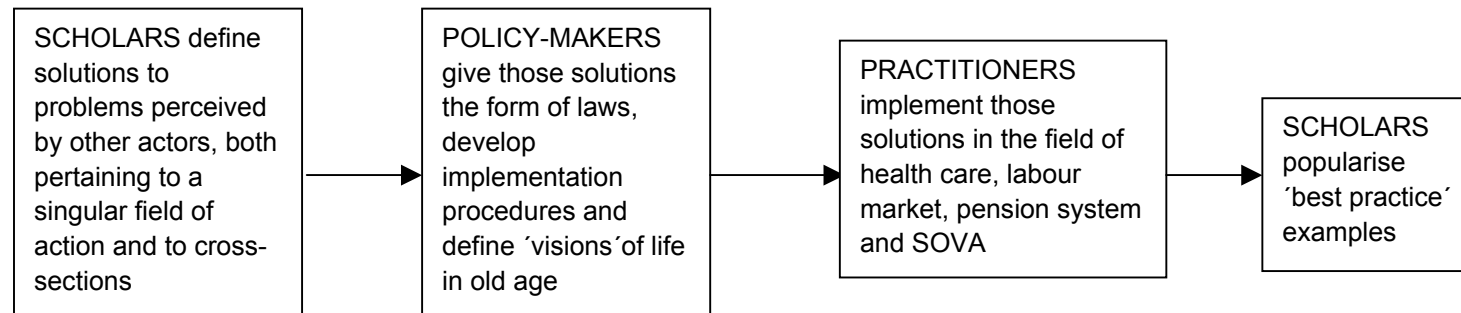 SCHOLARS define
solutions to
problems perceived
by other actors, both
pertaining to a
singular field of
action and to cross-
sections
POLICY-MAKERS
give those solutions
the form of laws,
develop
implementation
procedures and
define ´visions´of life
in old age
PRACTITIONERS
implement those
solutions in the field of
health care, labour
market, pension system
and SOVA
SCHOLARS
popularise
´best practice´
examples